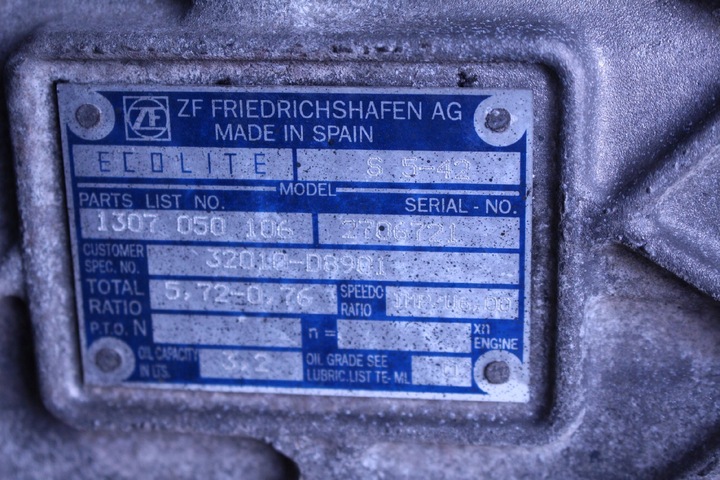 ZF ZF FRIEDRICHSHAFEN AG
MADE IN SPAIN
ECOLITE S 5-42
MODEL
PARTS LIST NO. SERIAL - NO.
1307 050 106
CUSTOMER
SPEC. NO.
TOTAL RATIO 5,72-0,76 SPEEDO RATIO
P.T.O. N n = xn ENGINE
OIL CAPACITY IN LTS. 3,2 OIL GRADE SEE
LUBRIC. LIST TE-ML